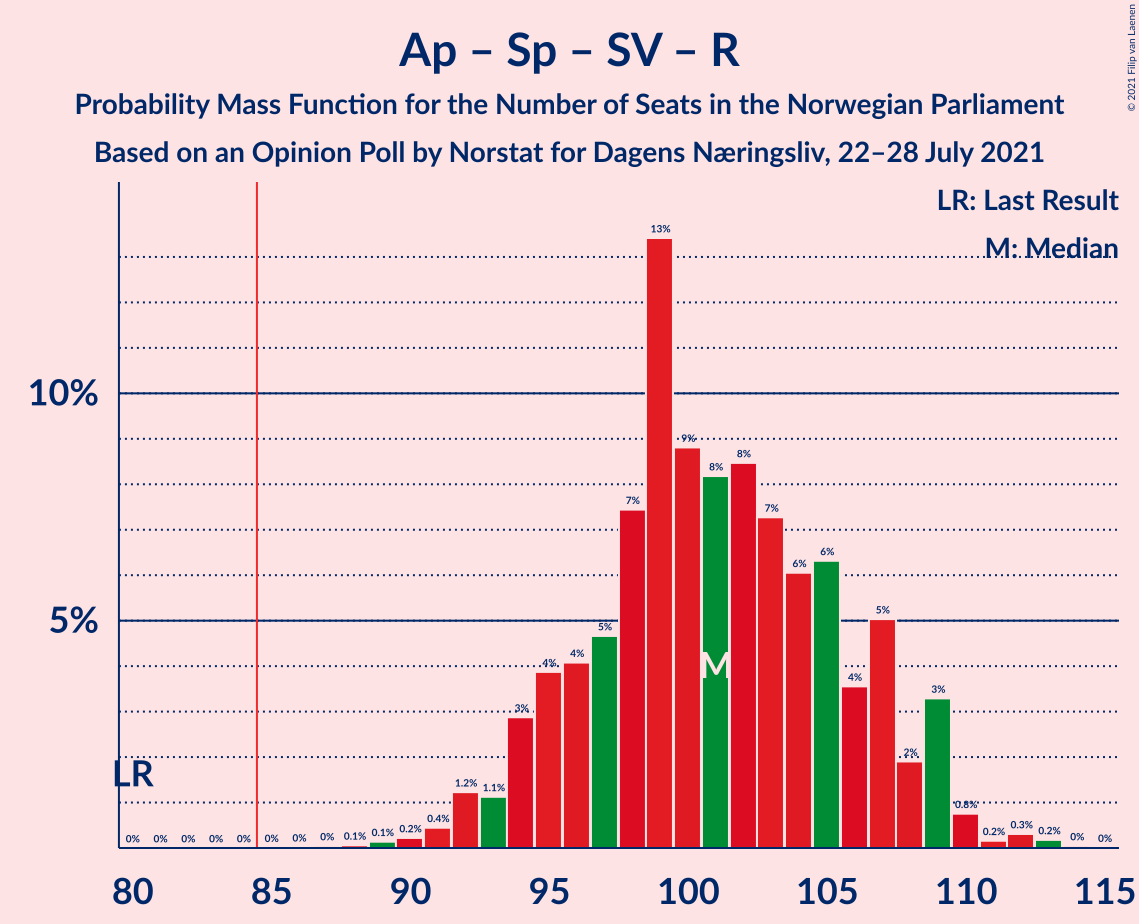 Ap – Sp – SV – R
Probability Mass Function for the Number of Seats in the Norwegian Parliament
Based on an Opinion Poll by Norstat for Dagens Næringsliv, 22–28 July 2021
© 2021 Filip van Laenen
LR: Last Result
M: Median
10%
5%
LR
M
0% 0% 0% 0% 0% 0% 0% 0% 0.1% 0.1% 0.2% 0.4% 1.2% 1.1% 3% 4% 4% 5% 7% 13% 9% 8% 8% 7% 6% 6% 4% 5% 2% 3% 0.8% 0.2% 0.3% 0.2% 0% 0%
80 85 90 95 100 105 110 115